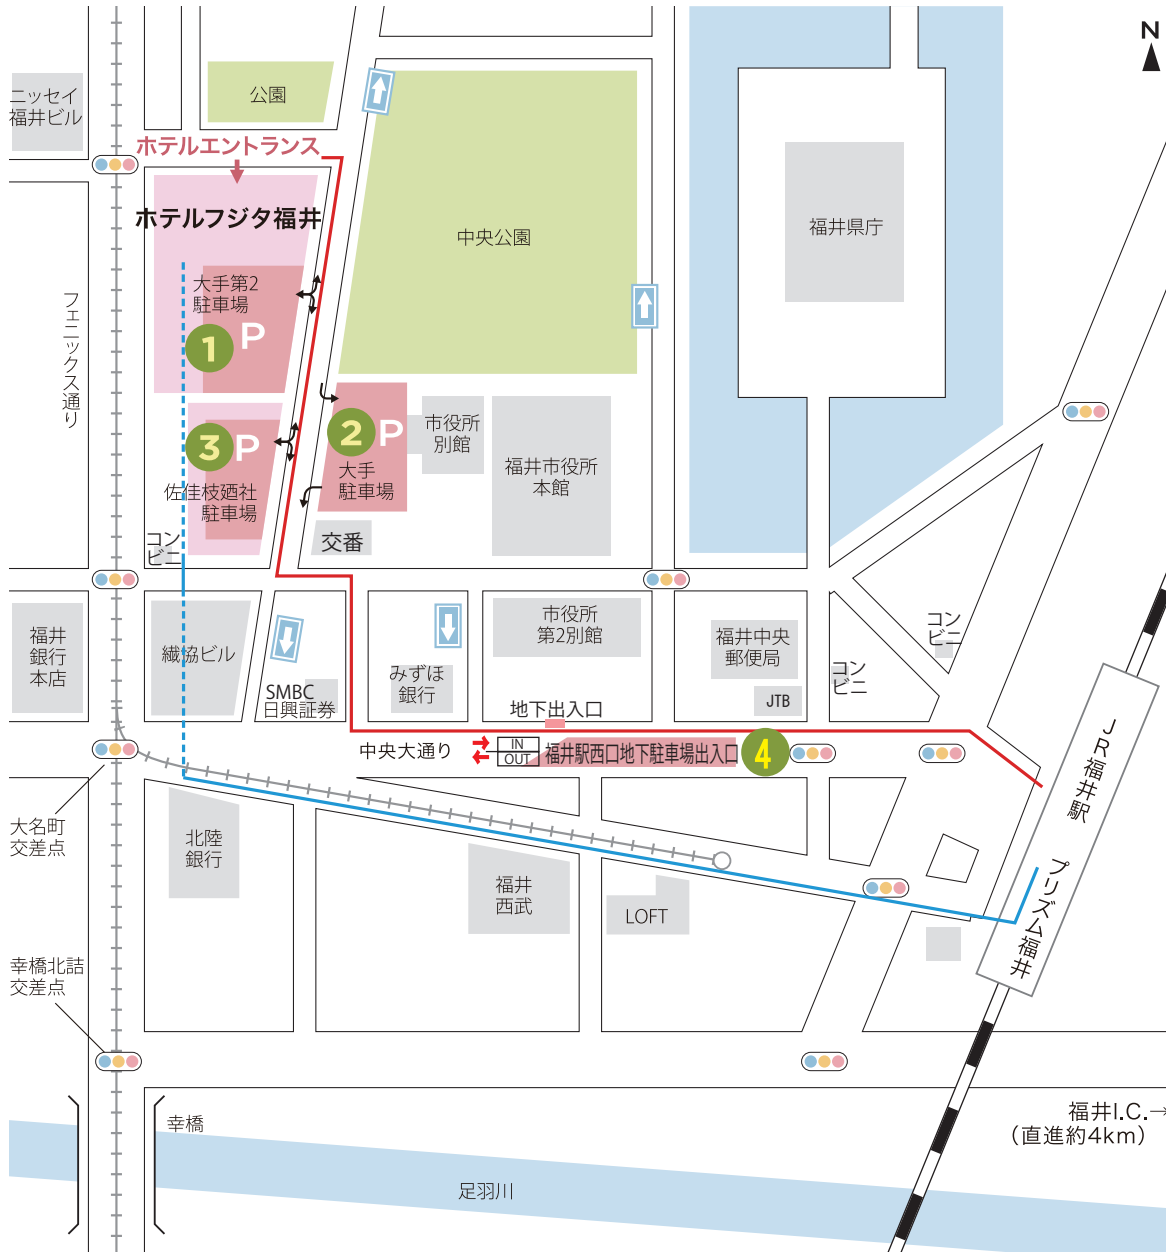 N
ニッセイ
福井ビル
公園
ホテルエントランス
ホテルフジタ福井
中央公園
福井県庁
大手第2
駐車場
1
P
フェニックス通り
3
P
佐佳枝廼社
駐車場
2
P
大手
駐車場
市役所
別館
福井市役所
本館
コン
ビニ
交番
福井
銀行
本店
繊協ビル
SMBC
日興証券
みずほ
銀行
市役所
第2別館
福井中央
郵便局
JTB
コン
ビニ
コン
ビニ
地下出入口
中央大通り
IN
OUT
福井駅西口地下駐車場出入口
4
JR福井駅
プリズム福井
大名町
交差点
北陸
銀行
福井
西武
LOFT
幸橋北詰
交差点
幸橋
足羽川
福井I.C.→
(直進約4km)